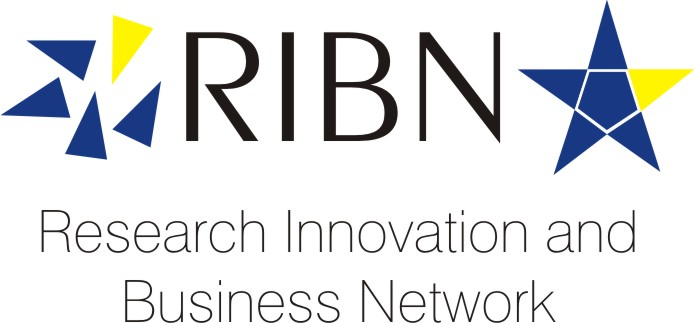 RIBN
Research Innovation and
Business Network